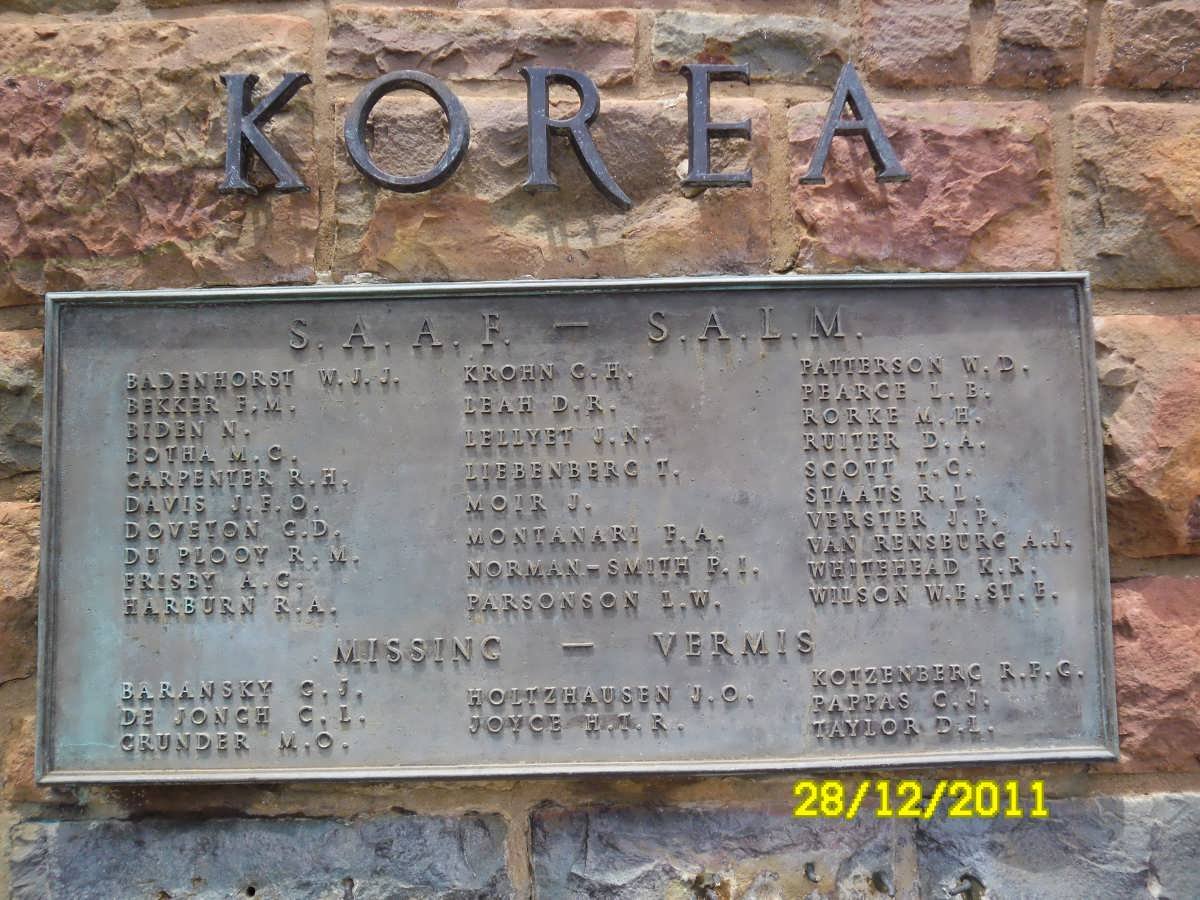 KOREA
S.A.A.F. – S.A.L.M.
BADENHORST W.J.J.
BEKKER F.M.
BIDEN N.
BOTHA M.C.
CARPENTER R.H.
DAVIS J.F.O.
DOVETON G.D.
DU PLOOY R.M.
FRISBY A.G.
HARBURN R.A.
KROHN C.H.
LEAH D.R.
LELLYET J.N.
LIEBENBERG T.
MOIR J.
MONTANARI P.A.
NORMAN-SMITH P.I.
PARSONSON L.W.
PATTERSON W.D.
PEARCE L.B.
RORKE M.H.
RUITER D.A.
SCOTT T.C.
STAATS R.L.
VERSTER J.P.
VAN RENSBURG A.J.
WHITEHEAD K.R.
WILSON W.E.ST.E.
MISSING – VERMIS
BARANSKY G.J.
DE JONGH C.L.
GRUNDER M.O.
HOLTZHAUSEN J.O.
JOYCE H.T.R.
KOTZENBERG R.P.G.
PAPPAS C.J.
TAYLOR D.I.
28/12/2011